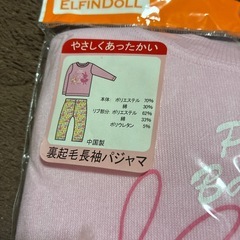 ELFINDOLL
やさしくあったかい
本体 ポリエステル 70%
綿 30%
リブ部分 ポリエステル 62%
綿 33%
ポリウレタン 5%
中国製
裏起毛長袖パジャマ